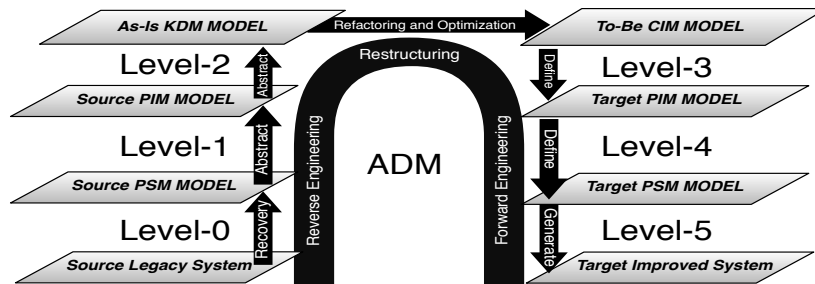 As-Is KDM MODEL
Refactoring and Optimization
To-Be CIM MODEL
Restructuring
Level-2
Abstract
Define
Level-3
Source PIM MODEL
Target PIM MODEL
Level-1
Abstract
Reverse Engineering
ADM
Forward Engineering
Define
Level-4
Source PSM MODEL
Target PSM MODEL
Level-0
Recovery
Generate
Level-5
Source Legacy System
Target Improved System